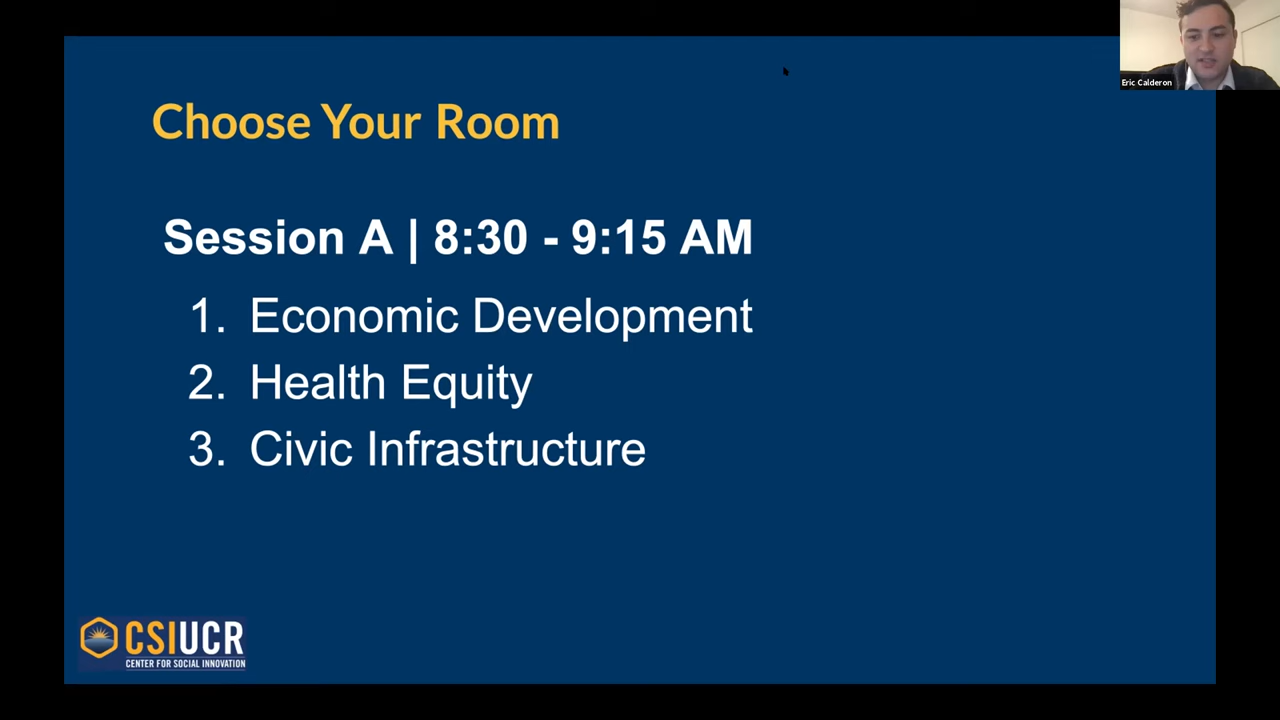 Eric Calderon
Choose Your Room
Session A | 8:30 - 9:15 AM
1. Economic Development
2. Health Equity
3. Civic Infrastructure
CSIUCR
CENTER FOR SOCIAL INNOVATION